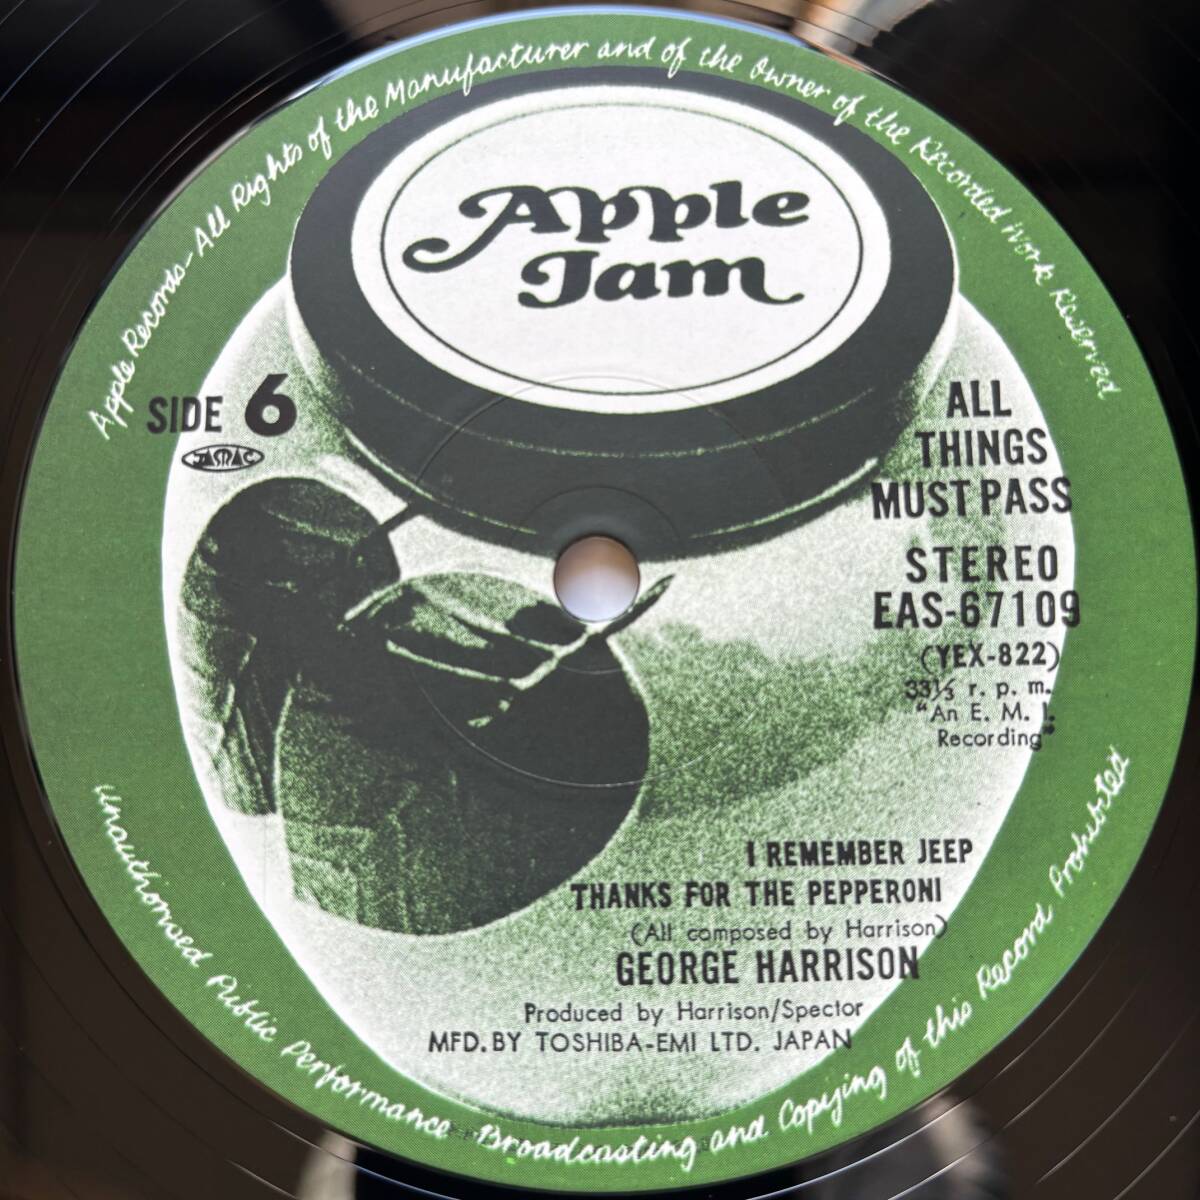 Apple Records-All Rights of the Manufacturer and of the Owner of the Recorded Work Reserved
Apple
Jam
SIDE 6
JASRAC
ALL
THINGS
MUST PASS
STEREO
EAS-67109
(YEX-822)
33⅓ r. p. m.
"An E. M. I.
Recording"
I REMEMBER JEEP
THANKS FOR THE PEPPERONI
(All composed by Harrison)
GEORGE HARRISON
Produced by Harrison/Spector
MFD. BY TOSHIBA-EMI LTD. JAPAN
Unauthorised Public Performance Broadcasting and Copying of this Record Prohibited